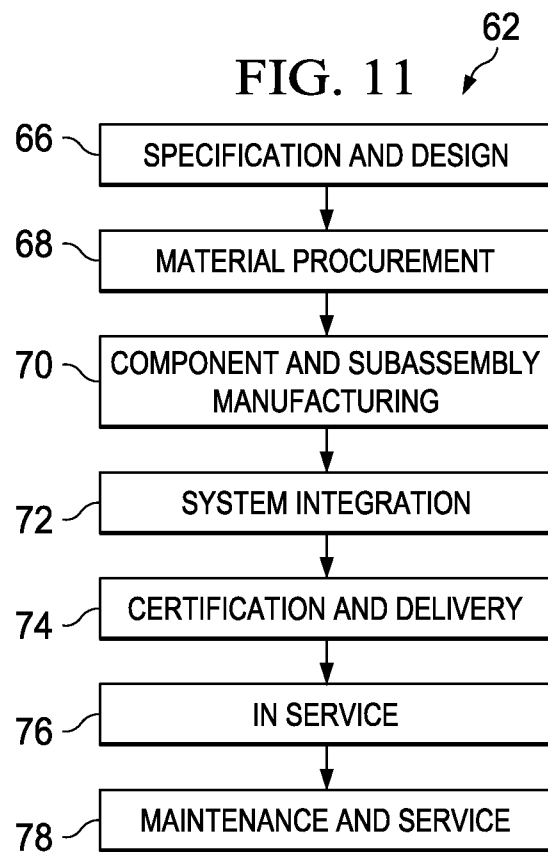 62
FIG. 11
66
SPECIFICATION AND DESIGN
68
MATERIAL PROCUREMENT
70
COMPONENT AND SUBASSEMBLY
MANUFACTURING
72
SYSTEM INTEGRATION
74
CERTIFICATION AND DELIVERY
76
IN SERVICE
78
MAINTENANCE AND SERVICE